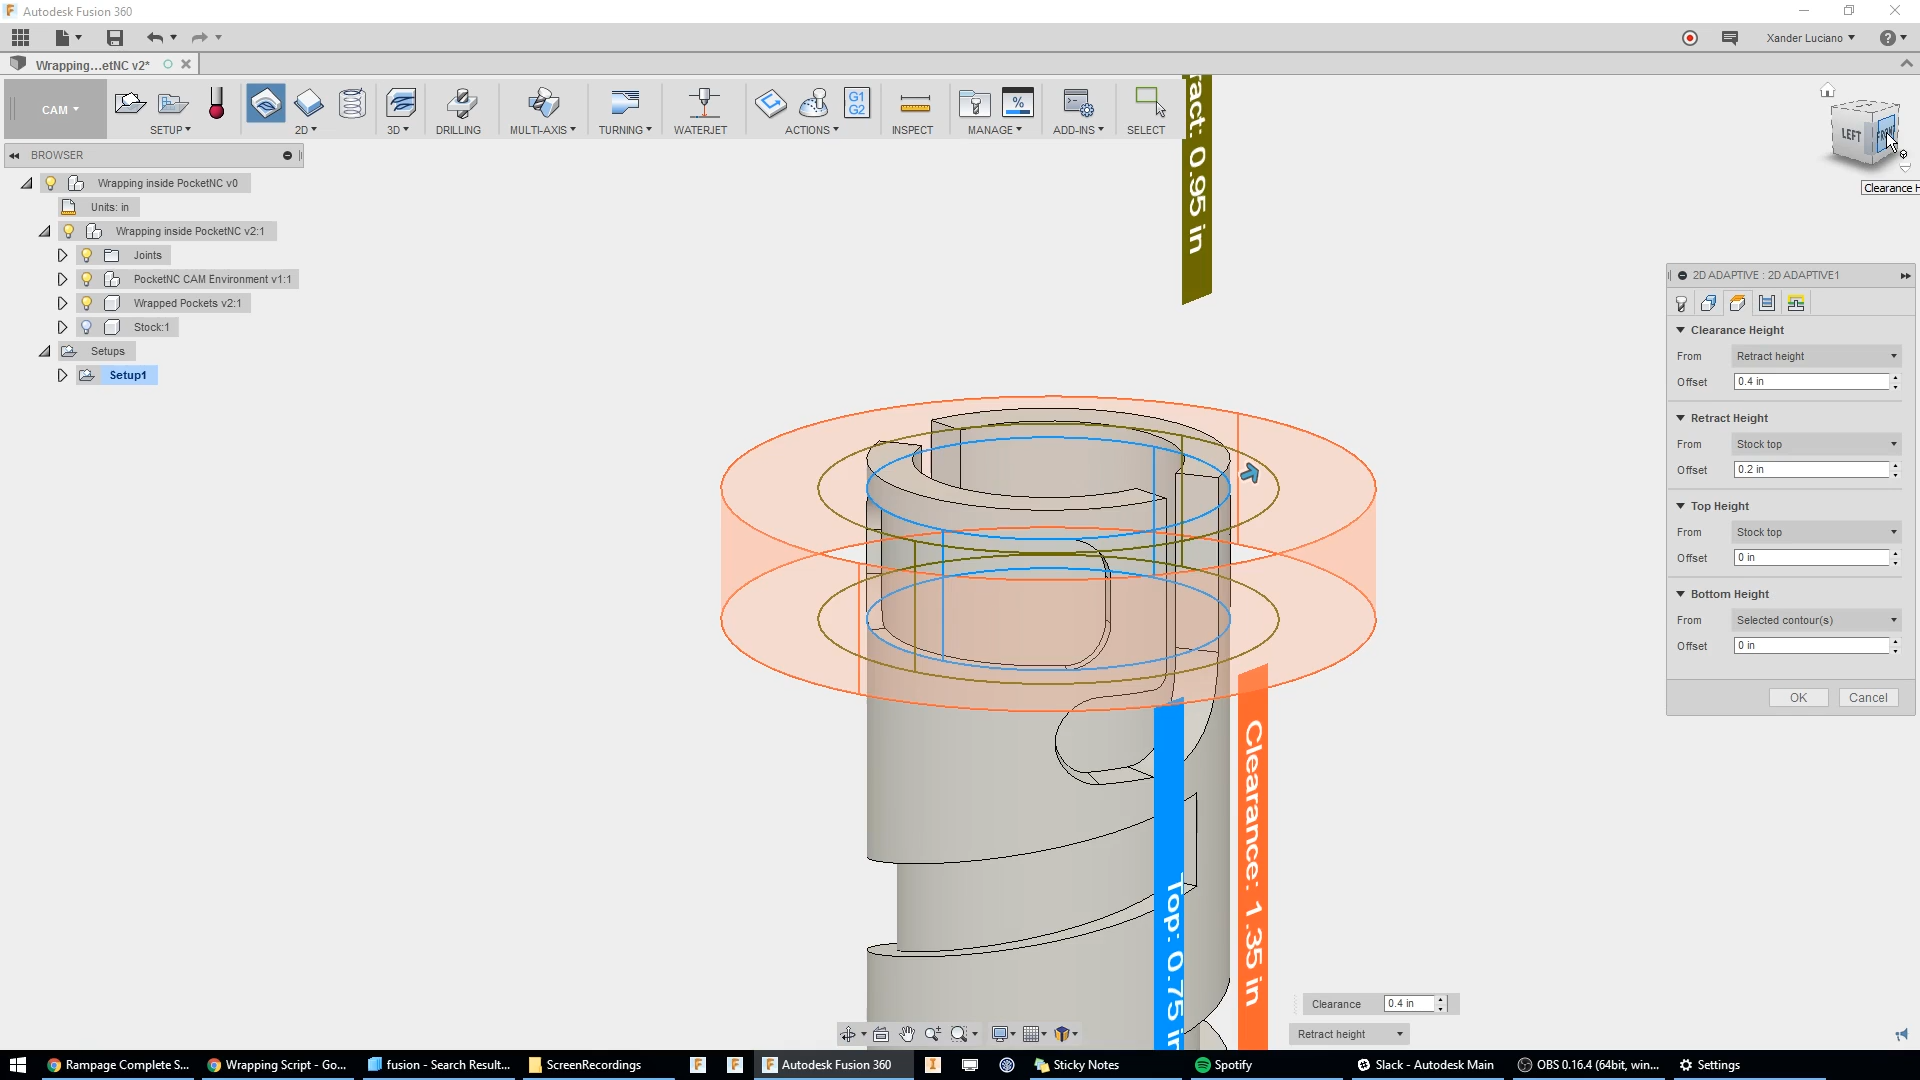 Autodesk Fusion 360
Xander Luciano
Wrapping...etNC v2*
CAM
SETUP
2D
3D
DRILLING
MULTI-AXIS
TURNING
WATERJET
G1
G2
ACTIONS
INSPECT
%
MANAGE
ADD-INS
SELECT
BROWSER
Wrapping inside PocketNC v0
Units: in
Wrapping inside PocketNC v2:1
Joints
PocketNC CAM Environment v1:1
Wrapped Pockets v2:1
Stock:1
Setups
Setup1
ract: 0.95 in
LEFT
FRONT
Clearance H
2D ADAPTIVE : 2D ADAPTIVE1
Clearance Height
From Retract height
Offset 0.4 in
Retract Height
From Stock top
Offset 0.2 in
Top Height
From Stock top
Offset 0 in
Bottom Height
From Selected contour(s)
Offset 0 in
OK Cancel
Top: 0.75 in
Clearance: 1.35 in
Clearance 0.4 in
Retract height
Rampage Complete S...
Wrapping Script - Go...
fusion - Search Result...
ScreenRecordings
Autodesk Fusion 360
Sticky Notes
Spotify
Slack - Autodesk Main
OBS 0.16.4 (64bit, win...
Settings